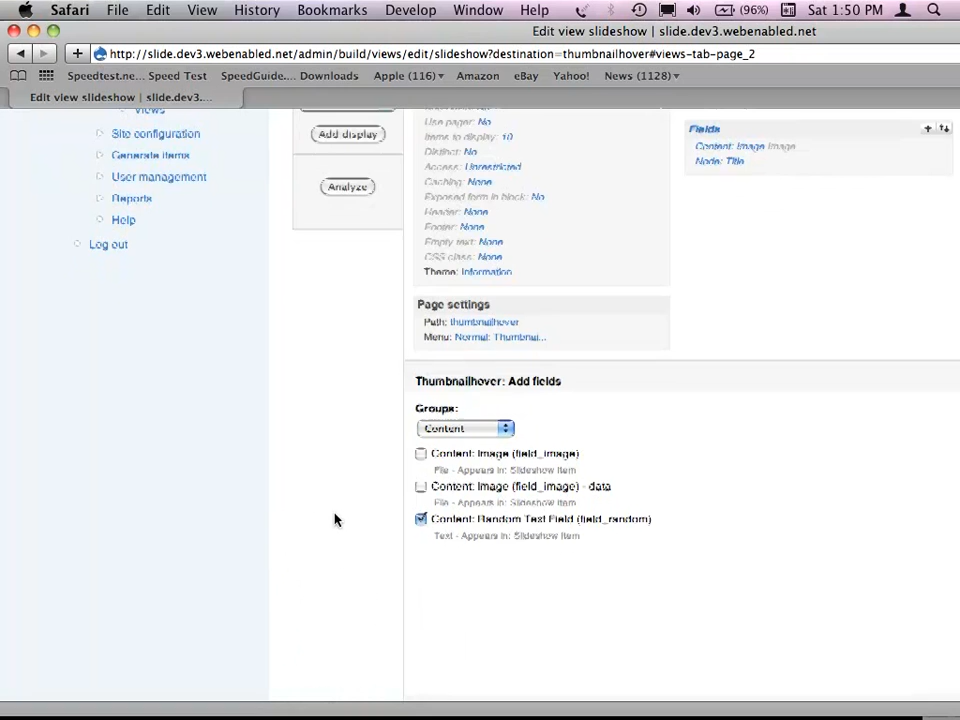 Safari File Edit View History Bookmarks Develop Window Help (96%) Sat 1:50 PM
Edit view slideshow | slide.dev3.webenabled.net
http://slide.dev3.webenabled.net/admin/build/views/edit/slideshow?destination=thumbnailhover#views-tab-page_2
Speedtest.ne... Speed Test SpeedGuide.... Downloads Apple (116) Amazon eBay Yahoo! News (1128)
Edit view slideshow | slide.dev3....
Views
Site configuration
Generate items
User management
Reports
Help
Log out
Add display
Analyze
Use pager: No
Items to display: 10
Distinct: No
Access: Unrestricted
Caching: None
Exposed form in block: No
Header: None
Footer: None
Empty text: None
CSS class: None
Theme: Information
Page settings
Path: thumbnailhover
Menu: Normal: Thumbnai...
Fields
Content: Image Image
Node: Title
Thumbnailhover: Add fields
Groups:
Content
Content: Image (field_image)
File - Appears in: Slideshow Item
Content: Image (field_image) - data
File - Appears in: Slideshow Item
Content: Random Text Field (field_random)
Text - Appears in: Slideshow Item